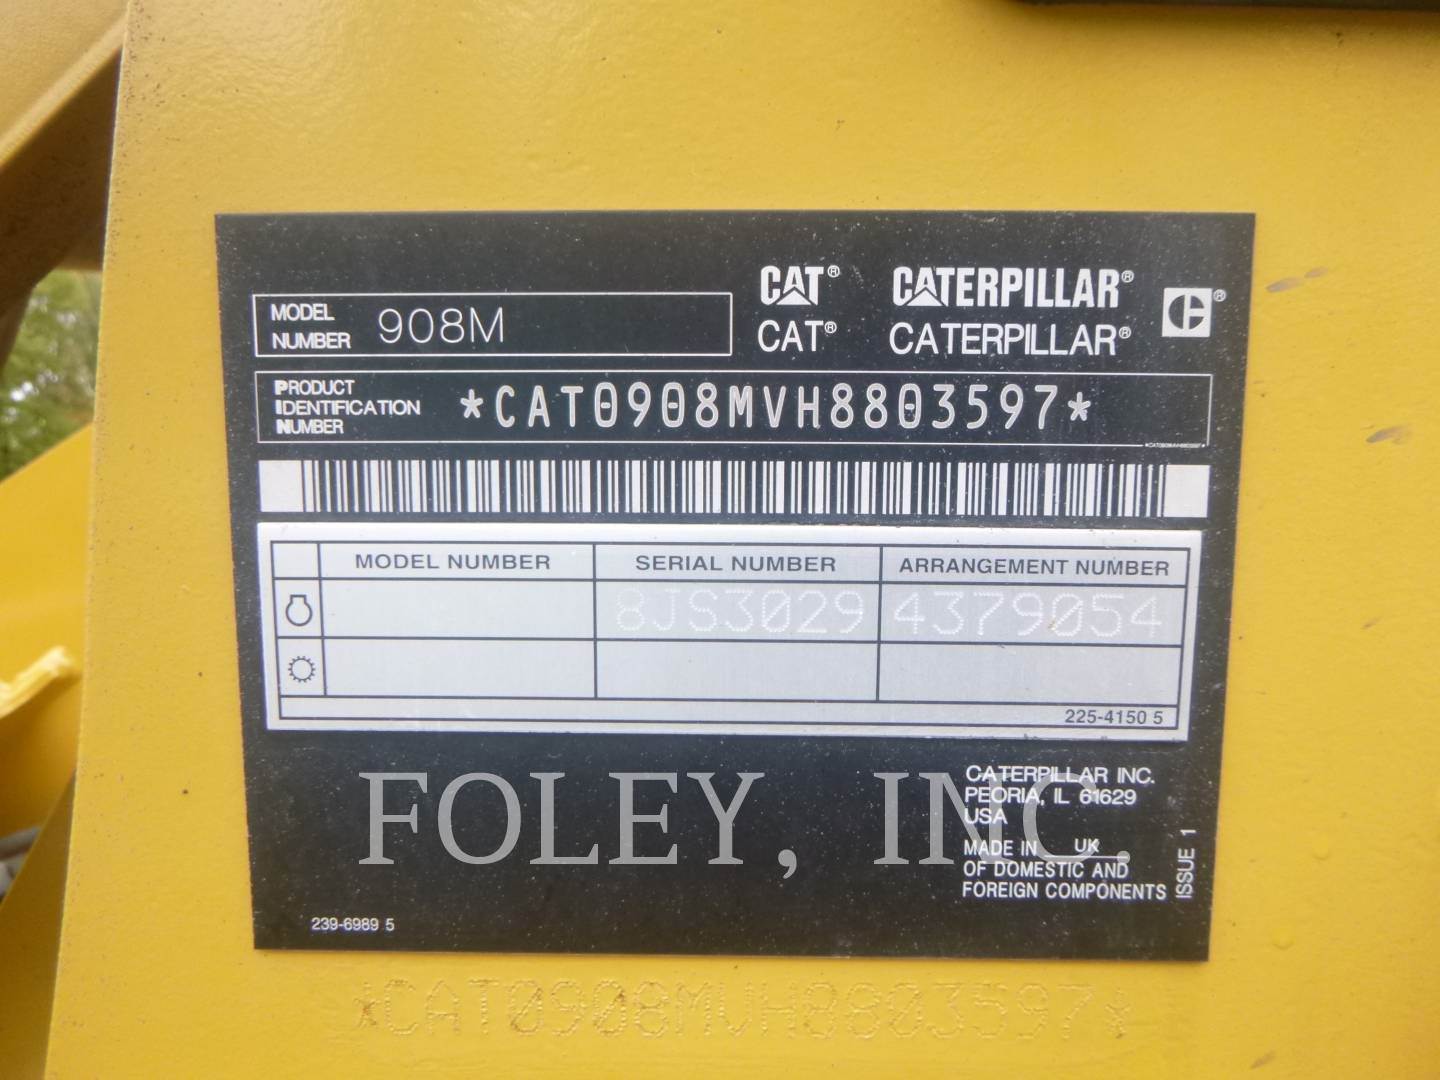 CAT® CATERPILLAR®
CAT® CATERPILLAR®
C®
MODEL
NUMBER 908M
PRODUCT
IDENTIFICATION
NUMBER
*CAT0908MVH8803597*
*CAT0908MVH8803597*
MODEL NUMBER SERIAL NUMBER ARRANGEMENT NUMBER
8JS3029 4379054
225-4150 5
FOLEY, INC.
CATERPILLAR INC.
PEORIA, IL 61629
USA
MADE IN UK
OF DOMESTIC AND
FOREIGN COMPONENTS
ISSUE 1
239-6989 5
*CAT0908MVH8803597*